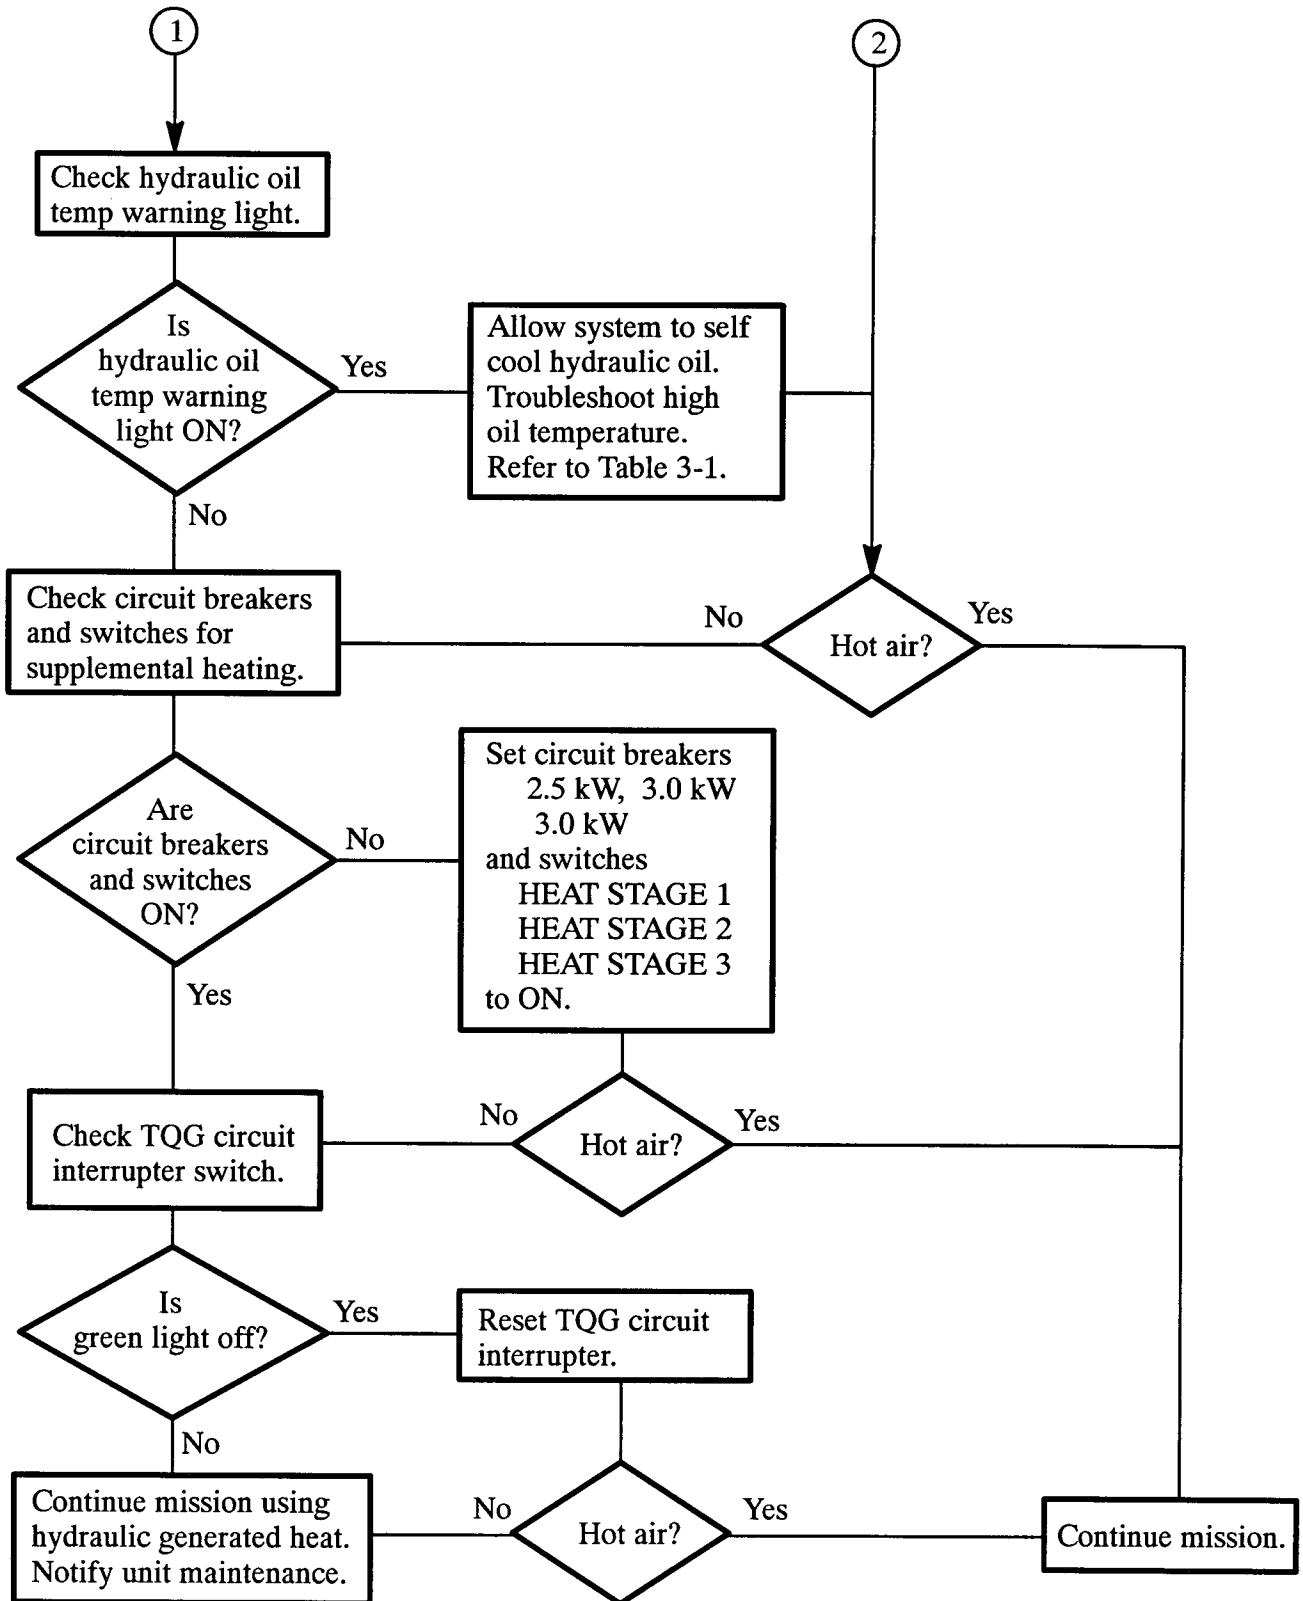 1
2
Check hydraulic oil
temp warning light.
Is
hydraulic oil
temp warning
light ON?
Yes
Allow system to self
cool hydraulic oil.
Troubleshoot high
oil temperature.
Refer to Table 3-1.
No
Check circuit breakers
and switches for
supplemental heating.
No
Hot air?
Yes
Are
circuit breakers
and switches
ON?
No
Set circuit breakers
2.5 kW, 3.0 kW
3.0 kW
and switches
HEAT STAGE 1
HEAT STAGE 2
HEAT STAGE 3
to ON.
Yes
Check TQG circuit
interrupter switch.
No
Hot air?
Yes
Is
green light off?
Yes
Reset TQG circuit
interrupter.
No
Continue mission using
hydraulic generated heat.
Notify unit maintenance.
No
Hot air?
Yes
Continue mission.